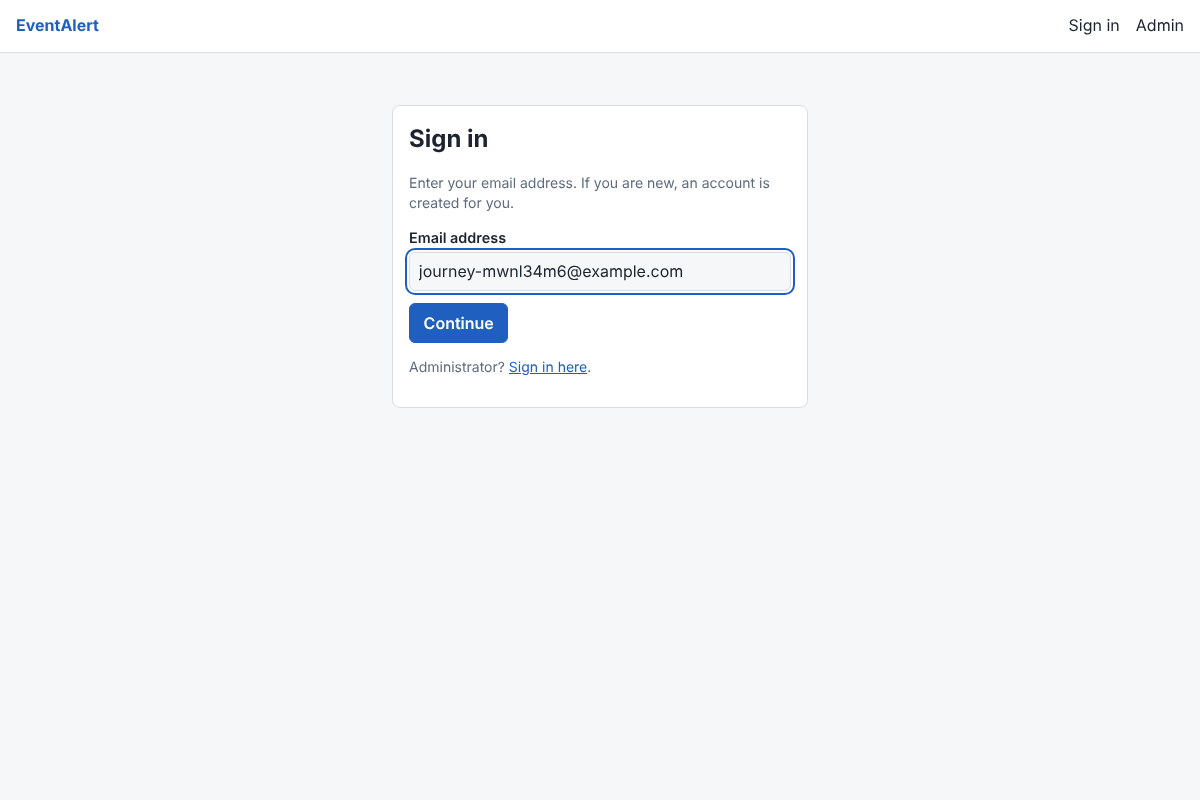 EventAlert
Sign in Admin
Sign in
Enter your email address. If you are new, an account is
created for you.
Email address
journey-mwnl34m6@example.com
Continue
Administrator? Sign in here.